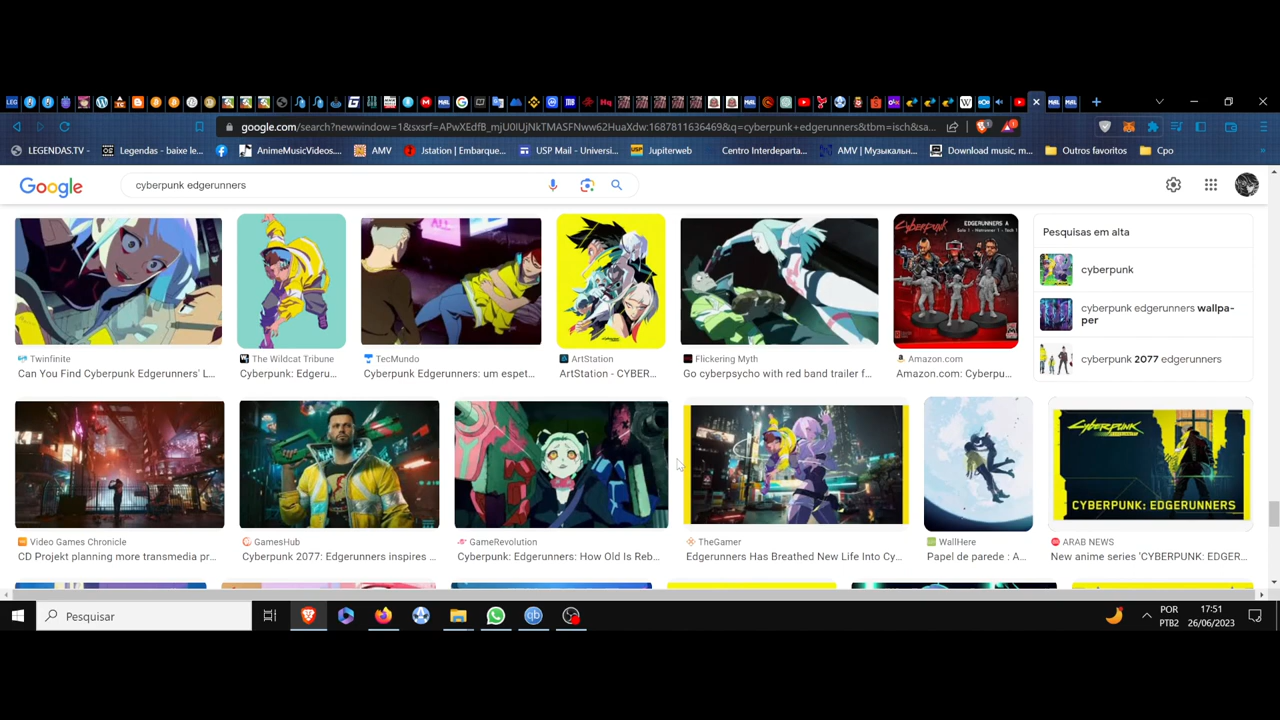 google.com/search?newwindow=1&sxsrf=APwXEdfB_mjU0IUjNkTMASFNww62HuaXdw:1687811636469&q=cyberpunk+edgerunners&tbm=isch&sa...
LEGENDAS.TV -
Legendas - baixe le...
AnimeMusicVideos....
AMV
Jstation | Embarque...
USP Mail - Universi...
Jupiterweb
Centro Interdeparta...
AMV | Музыкальн...
Download music, m...
Outros favoritos
Cpo
Google
cyberpunk edgerunners
Pesquisas em alta
cyberpunk
cyberpunk edgerunners wallpa-
per
cyberpunk 2077 edgerunners
Twinfinite
Can You Find Cyberpunk Edgerunners' L...
The Wildcat Tribune
Cyberpunk: Edgeru...
TecMundo
Cyberpunk Edgerunners: um espet...
ArtStation
ArtStation - CYBER...
Flickering Myth
Go cyberpsycho with red band trailer f...
Cyberpunk
EDGERUNNERS A
Amazon.com
Amazon.com: Cyberpu...
Video Games Chronicle
CD Projekt planning more transmedia pr...
GamesHub
Cyberpunk 2077: Edgerunners inspires ...
GameRevolution
Cyberpunk: Edgerunners: How Old Is Reb...
TheGamer
Edgerunners Has Breathed New Life Into Cy...
WallHere
Papel de parede : A...
Cyberpunk
CYBERPUNK: EDGERUNNERS
ARAB NEWS
New anime series 'CYBERPUNK: EDGER...
Pesquisar
POR
PTB2
17:51
26/06/2023